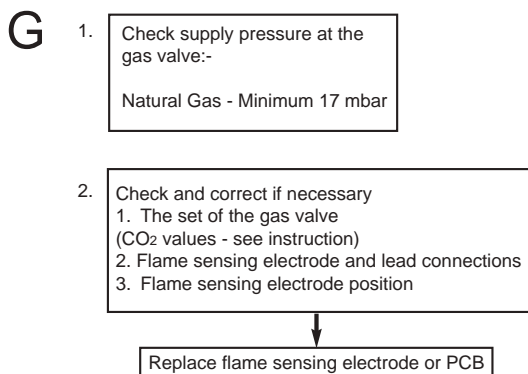 G
1. Check supply pressure at the
gas valve:-
Natural Gas - Minimum 17 mbar
2. Check and correct if necessary
1. The set of the gas valve
(CO2 values - see instruction)
2. Flame sensing electrode and lead connections
3. Flame sensing electrode position
Replace flame sensing electrode or PCB